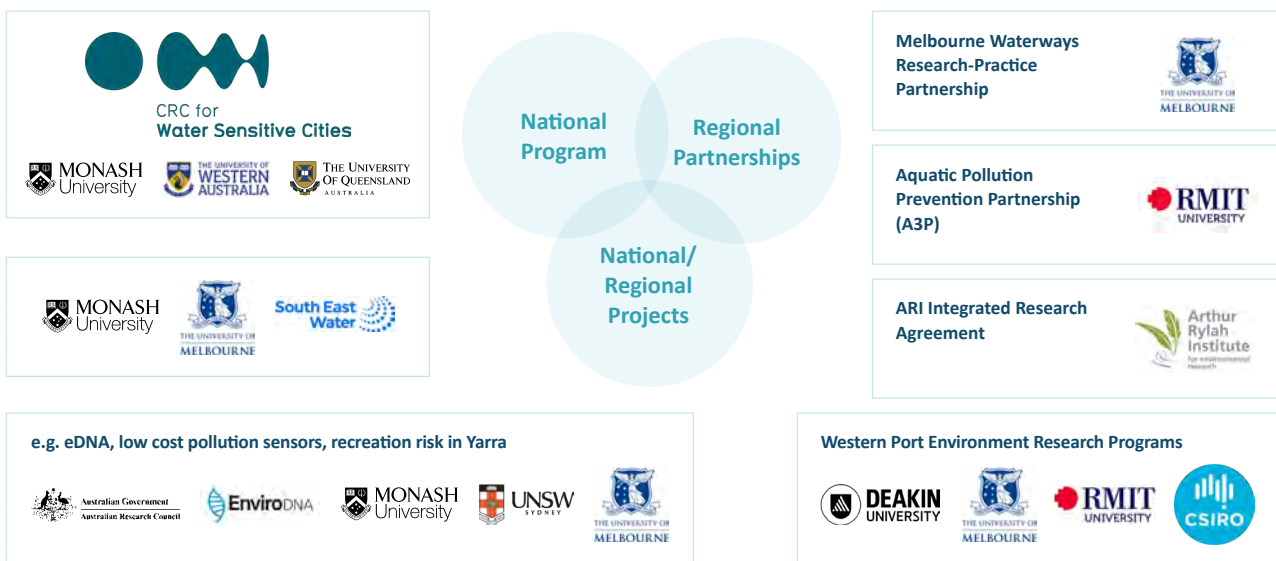 CRC for
Water Sensitive Cities
MONASH
University
THE UNIVERSITY OF
WESTERN
AUSTRALIA
THE UNIVERSITY
OF QUEENSLAND
AUSTRALIA
MONASH
University
THE UNIVERSITY OF
MELBOURNE
South East
Water
National
Program
Regional
Partnerships
National/
Regional
Projects
Melbourne Waterways
Research-Practice
Partnership
THE UNIVERSITY OF
MELBOURNE
Aquatic Pollution
Prevention Partnership
(A3P)
RMIT
UNIVERSITY
ARI Integrated Research
Agreement
Arthur
Rylah
Institute
for environmental
research
e.g. eDNA, low cost pollution sensors, recreation risk in Yarra
Australian Government
Australian Research Council
EnviroDNA
MONASH
University
UNSW
SYDNEY
THE UNIVERSITY OF
MELBOURNE
Western Port Environment Research Programs
DEAKIN
UNIVERSITY
THE UNIVERSITY OF
MELBOURNE
RMIT
UNIVERSITY
CSIRO